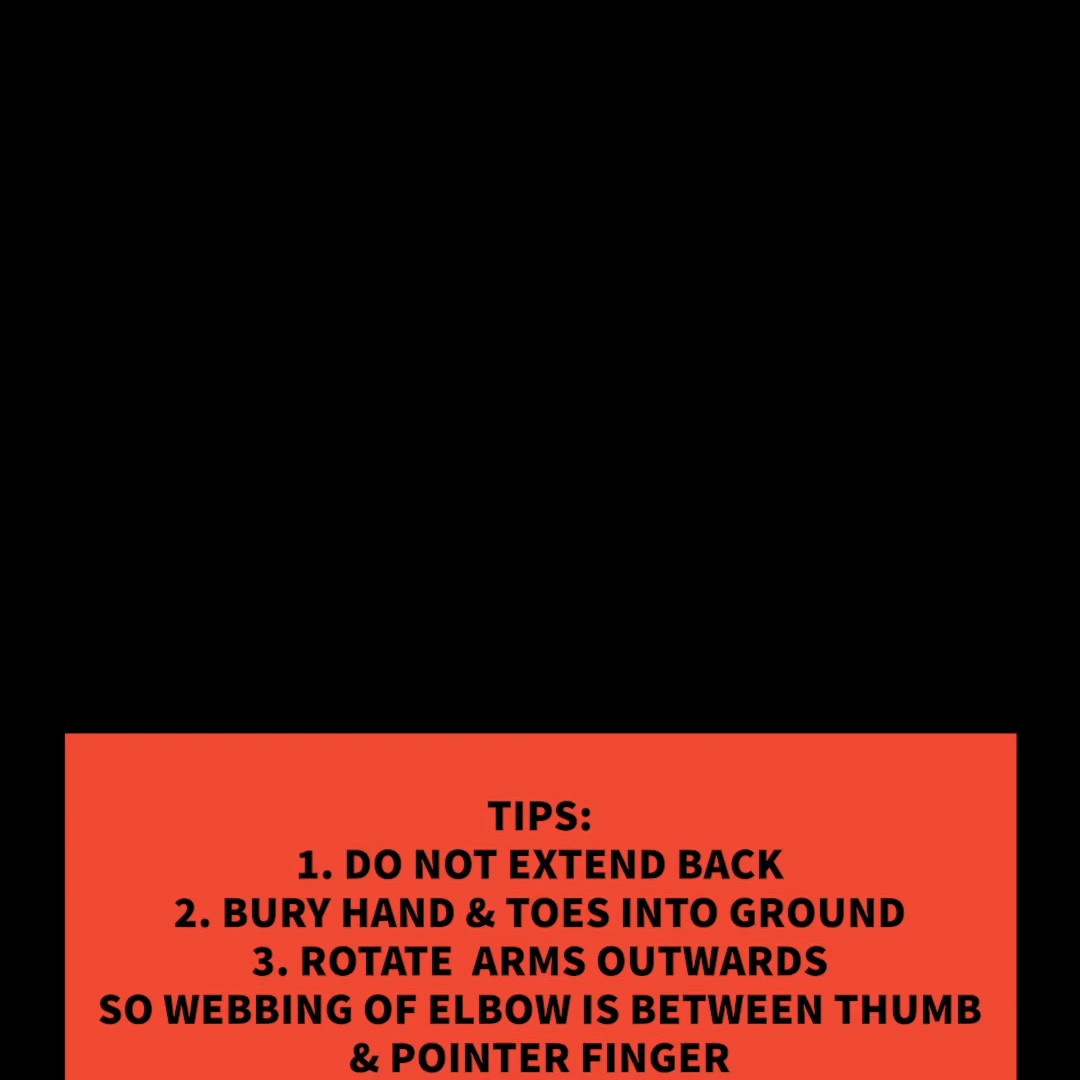 TIPS:
1. DO NOT EXTEND BACK
2. BURY HAND & TOES INTO GROUND
3. ROTATE  ARMS OUTWARDS
SO WEBBING OF ELBOW IS BETWEEN THUMB
& POINTER FINGER